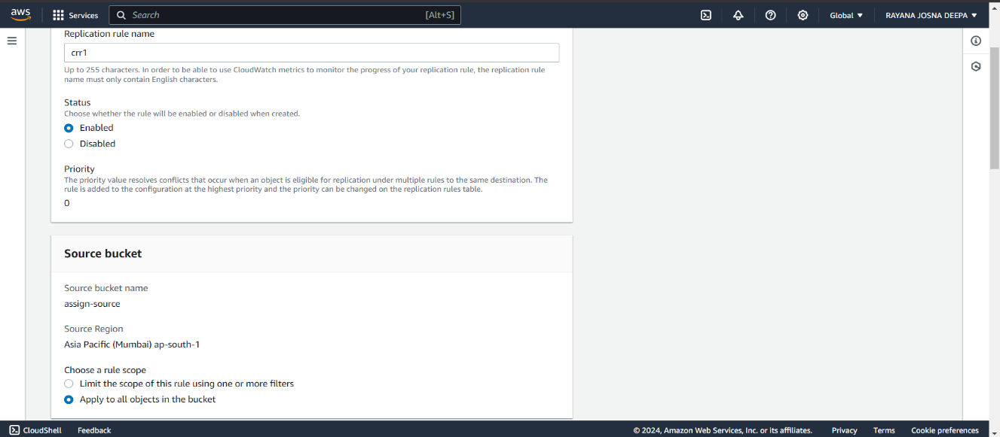 aws
Services
Search
[Alt+S]
Global
RAYANA JOSNA DEEPA
Replication rule name
crr1
Up to 255 characters. In order to be able to use CloudWatch metrics to monitor the progress of your replication rule, the replication rule
name must only contain English characters.
Status
Choose whether the rule will be enabled or disabled when created.
Enabled
Disabled
Priority
The priority value resolves conflicts that occur when an object is eligible for replication under multiple rules to the same destination. The
rule is added to the configuration at the highest priority and the priority can be changed on the replication rules table.
0
Source bucket
Source bucket name
assign-source
Source Region
Asia Pacific (Mumbai) ap-south-1
Choose a rule scope
Limit the scope of this rule using one or more filters
Apply to all objects in the bucket
CloudShell
Feedback
© 2024, Amazon Web Services, Inc. or its affiliates.
Privacy
Terms
Cookie preferences